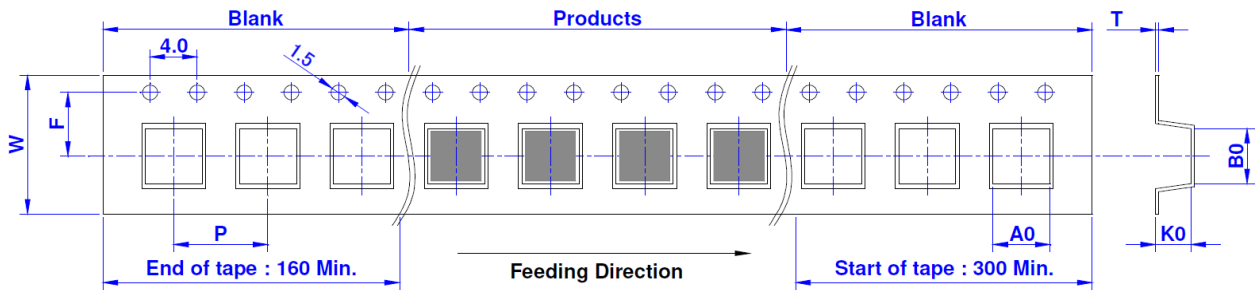 Blank
Products
Blank
T
4.0
1.5
F
W
B0
P
A0
K0
End of tape : 160 Min.
Feeding Direction
Start of tape : 300 Min.